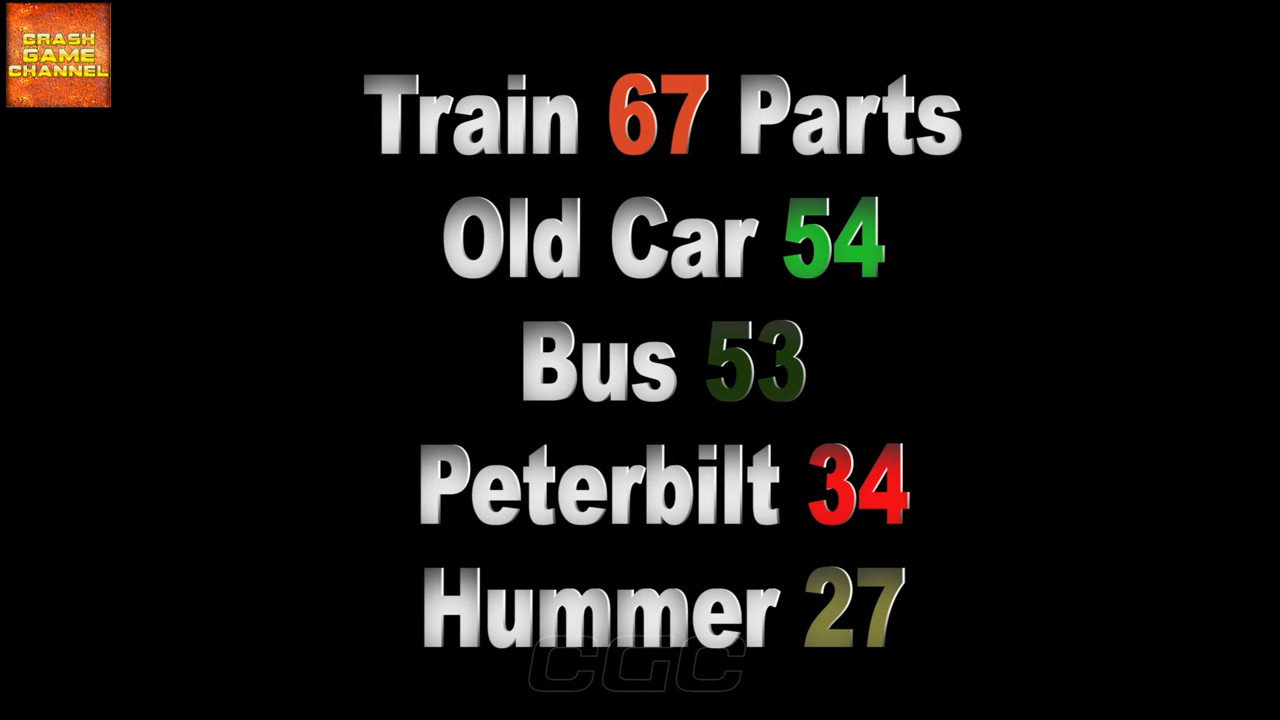 CRASH
GAME
CHANNEL
Train 67 Parts
Old Car 54
Bus 53
Peterbilt 34
Hummer 27
CGC